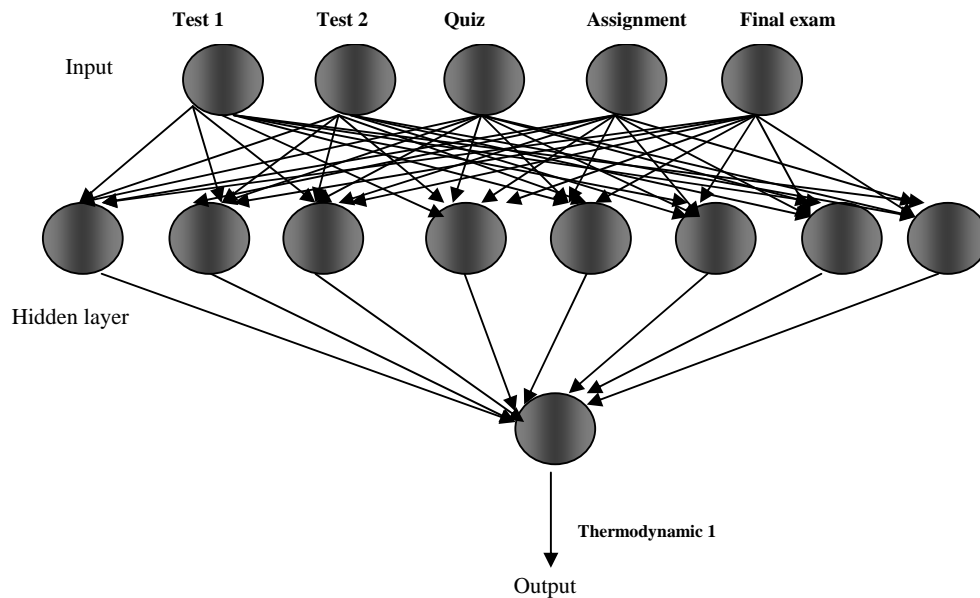 Test 1
Test 2
Quiz
Assignment
Final exam
Input
Hidden layer
Thermodynamic 1
Output